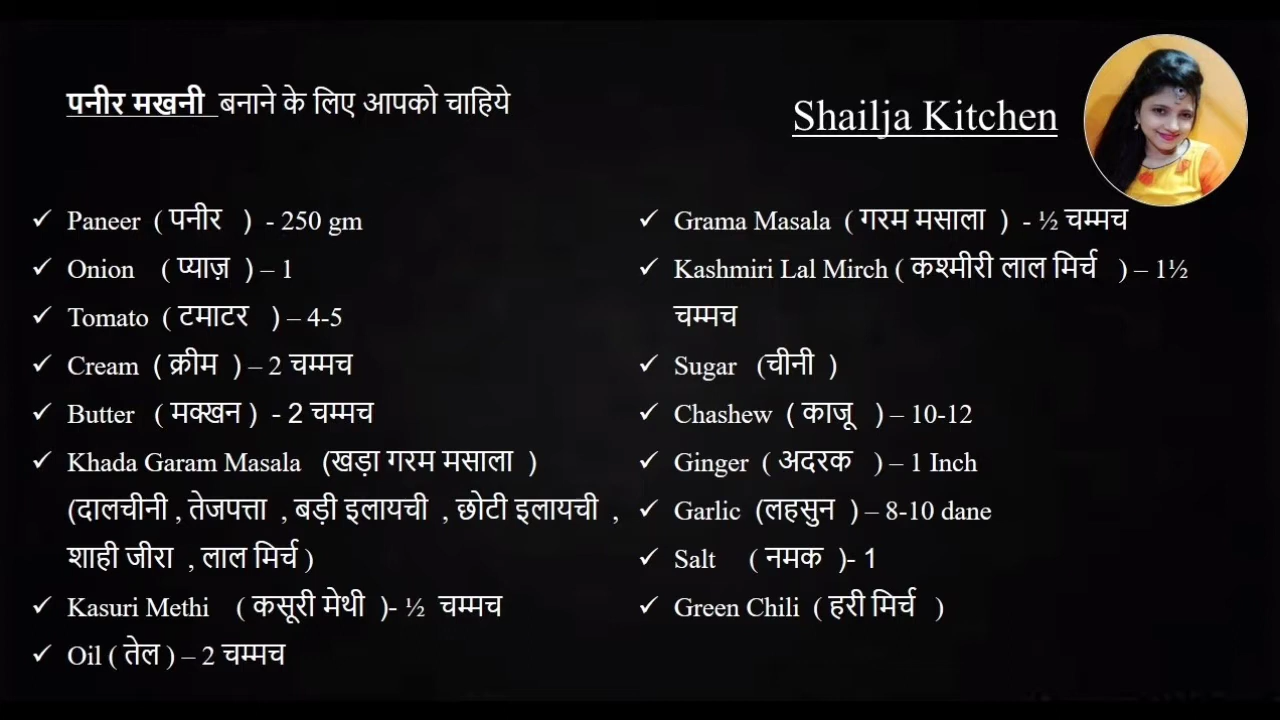 पनीर मखनी बनाने के लिए आपको चाहिये
Shailja Kitchen
✓ Paneer ( पनीर ) - 250 gm
✓ Onion ( प्याज़ ) – 1
✓ Tomato ( टमाटर ) – 4-5
✓ Cream ( क्रीम ) – 2 चम्मच
✓ Butter ( मक्खन ) - 2 चम्मच
✓ Khada Garam Masala (खड़ा गरम मसाला )
(दालचीनी , तेजपत्ता , बड़ी इलायची , छोटी इलायची ,
शाही जीरा , लाल मिर्च )
✓ Kasuri Methi ( कसूरी मेथी )- ½ चम्मच
✓ Oil ( तेल ) – 2 चम्मच
✓ Grama Masala ( गरम मसाला ) - ½ चम्मच
✓ Kashmiri Lal Mirch ( कश्मीरी लाल मिर्च ) – 1½
चम्मच
✓ Sugar (चीनी )
✓ Chashew ( काजू ) – 10-12
✓ Ginger ( अदरक ) – 1 Inch
✓ Garlic (लहसुन ) – 8-10 dane
✓ Salt ( नमक )- 1
✓ Green Chili ( हरी मिर्च )